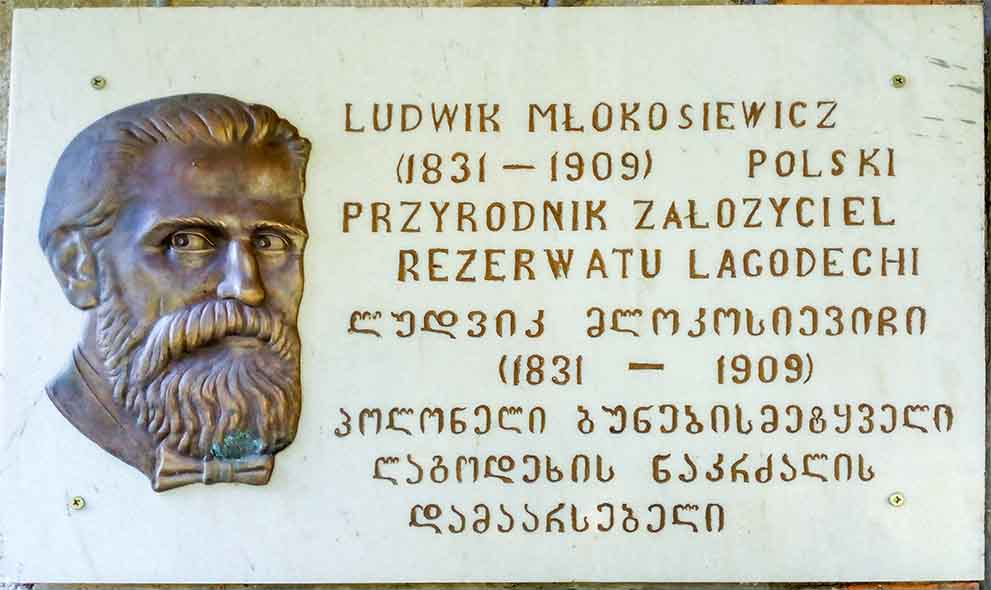 LUDWIK MŁOKOSIEWICZ
(1831 — 1909) POLSKI
PRZYRODNIK ZAŁOZYCIEL
REZERWATU LAGODECHI
ლუდვიკ მლოკოსიევიჩი
(1831 — 1909)
პოლონელი ბუნებისმეტყველი
ლაგოდეხის ნაკრძალის
დამაარსებელი